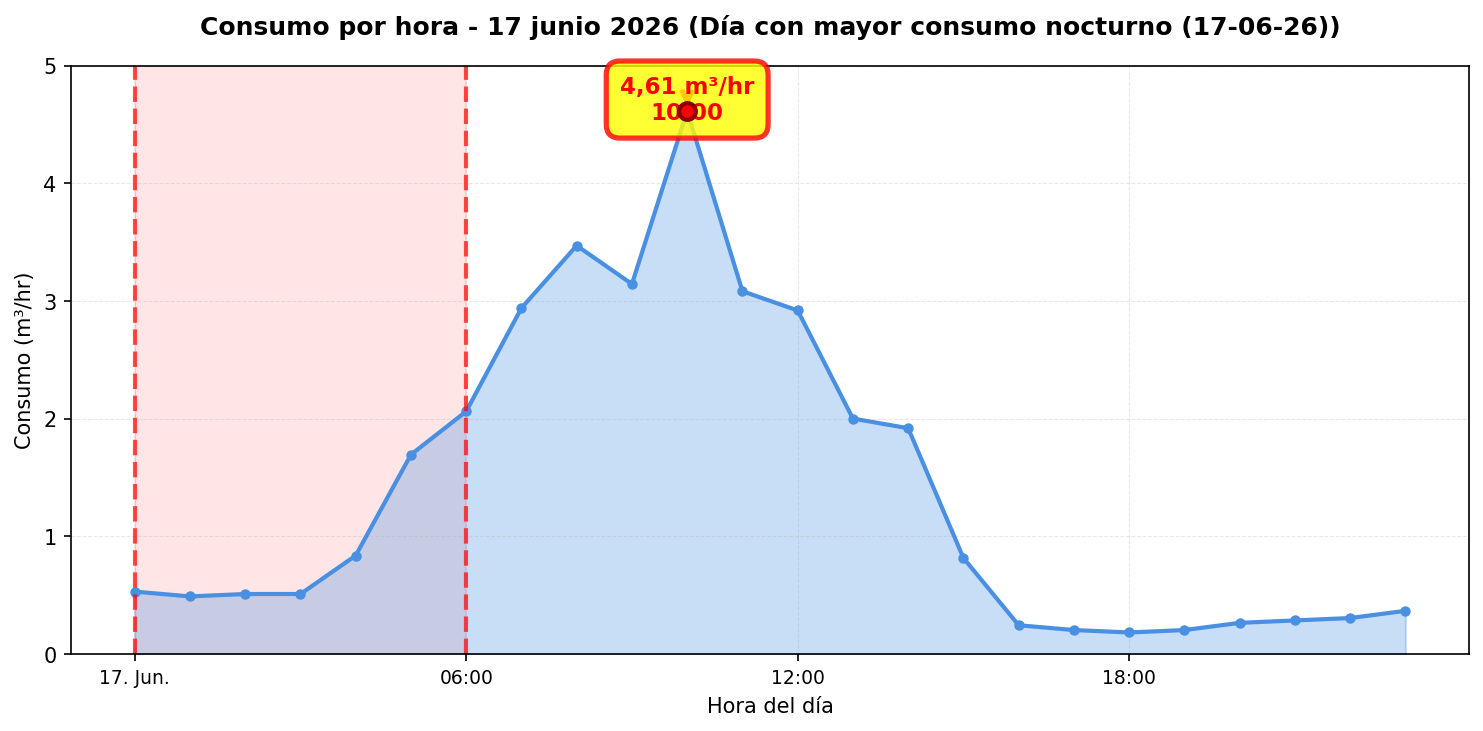 Consumo por hora - 17 junio 2026 (Día con mayor consumo nocturno (17-06-26))
4,61 m³/hr
10:00
5
4
3
2
1
0
Consumo (m³/hr)
17. Jun.
06:00
12:00
18:00
Hora del día